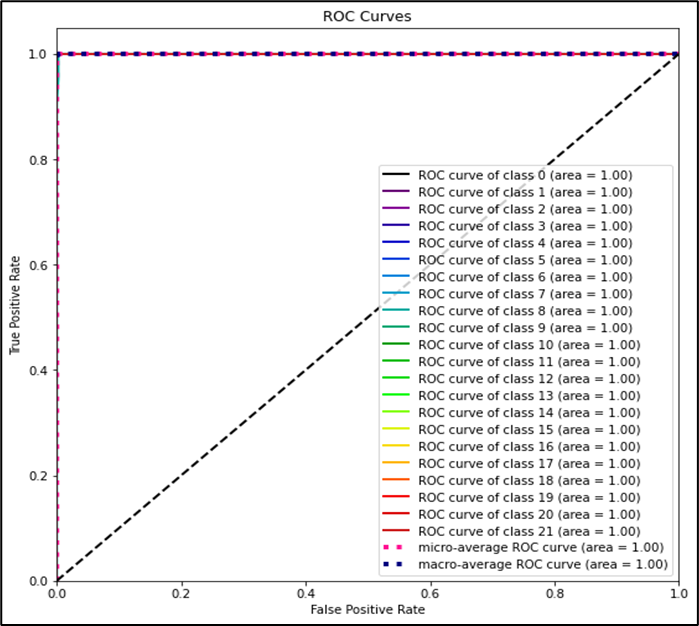 ROC Curves
1.0
0.8
0.6
0.4
0.2
0.0
True Positive Rate
ROC curve of class 0 (area = 1.00)
ROC curve of class 1 (area = 1.00)
ROC curve of class 2 (area = 1.00)
ROC curve of class 3 (area = 1.00)
ROC curve of class 4 (area = 1.00)
ROC curve of class 5 (area = 1.00)
ROC curve of class 6 (area = 1.00)
ROC curve of class 7 (area = 1.00)
ROC curve of class 8 (area = 1.00)
ROC curve of class 9 (area = 1.00)
ROC curve of class 10 (area = 1.00)
ROC curve of class 11 (area = 1.00)
ROC curve of class 12 (area = 1.00)
ROC curve of class 13 (area = 1.00)
ROC curve of class 14 (area = 1.00)
ROC curve of class 15 (area = 1.00)
ROC curve of class 16 (area = 1.00)
ROC curve of class 17 (area = 1.00)
ROC curve of class 18 (area = 1.00)
ROC curve of class 19 (area = 1.00)
ROC curve of class 20 (area = 1.00)
ROC curve of class 21 (area = 1.00)
micro-average ROC curve (area = 1.00)
macro-average ROC curve (area = 1.00)
0.0 0.2 0.4 0.6 0.8 1.0
False Positive Rate